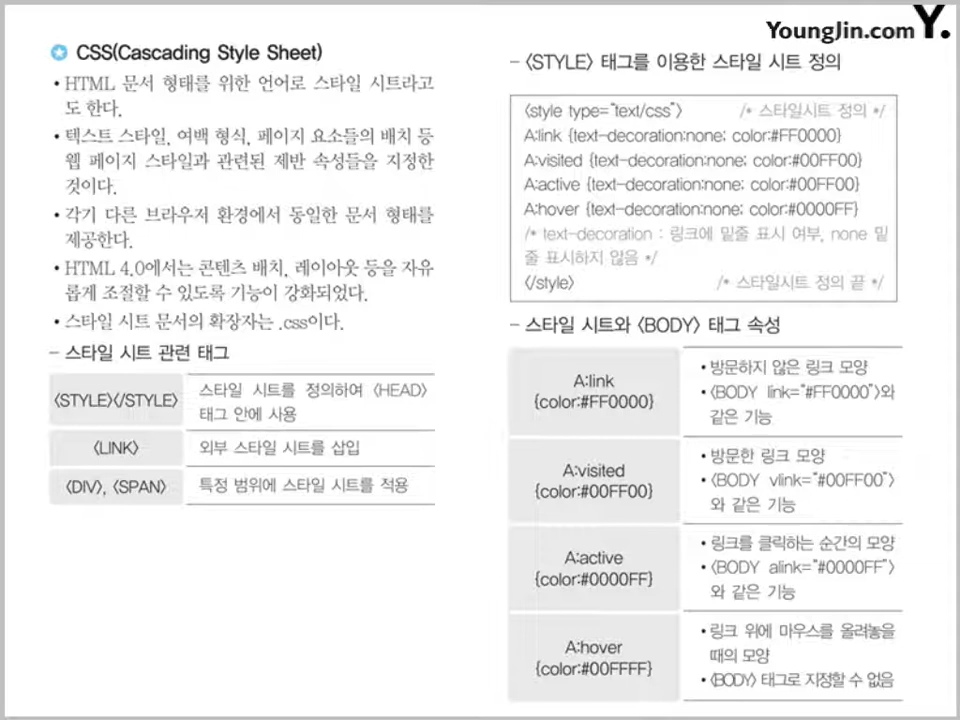 YoungJin.com Y.
CSS(Cascading Style Sheet)
• HTML 문서 형태를 위한 언어로 스타일 시트라고
도 한다.
• 텍스트 스타일, 여백 형식, 페이지 요소들의 배치 등
웹 페이지 스타일과 관련된 제반 속성들을 지정한
것이다.
• 각기 다른 브라우저 환경에서 동일한 문서 형태를
제공한다.
• HTML 4.0에서는 콘텐츠 배치, 레이아웃 등을 자유
롭게 조절할 수 있도록 기능이 강화되었다.
• 스타일 시트 문서의 확장자는 .css이다.
- 스타일 시트 관련 태그
〈STYLE〉〈/STYLE〉
스타일 시트를 정의하여 〈HEAD〉
태그 안에 사용
〈LINK〉
외부 스타일 시트를 삽입
〈DIV〉, 〈SPAN〉
특정 범위에 스타일 시트를 적용
- 〈STYLE〉 태그를 이용한 스타일 시트 정의
〈style type="text/css"〉 /* 스타일시트 정의 */
A:link {text-decoration:none; color:#FF0000}
A:visited {text-decoration:none; color:#00FF00}
A:active {text-decoration:none; color:#00FF00}
A:hover {text-decoration:none; color:#0000FF}
/* text-decoration : 링크에 밑줄 표시 여부, none 밑
줄 표시하지 않음 */
〈/style〉 /* 스타일시트 정의 끝 */
- 스타일 시트와 〈BODY〉 태그 속성
A:link
{color:#FF0000}
• 방문하지 않은 링크 모양
• 〈BODY link="#FF0000"〉와
같은 기능
A:visited
{color:#00FF00}
• 방문한 링크 모양
• 〈BODY vlink="#00FF00"〉
와 같은 기능
A:active
{color:#0000FF}
• 링크를 클릭하는 순간의 모양
• 〈BODY alink="#0000FF"〉
와 같은 기능
A:hover
{color:#00FFFF}
• 링크 위에 마우스를 올려놓을
때의 모양
• 〈BODY〉 태그로 지정할 수 없음